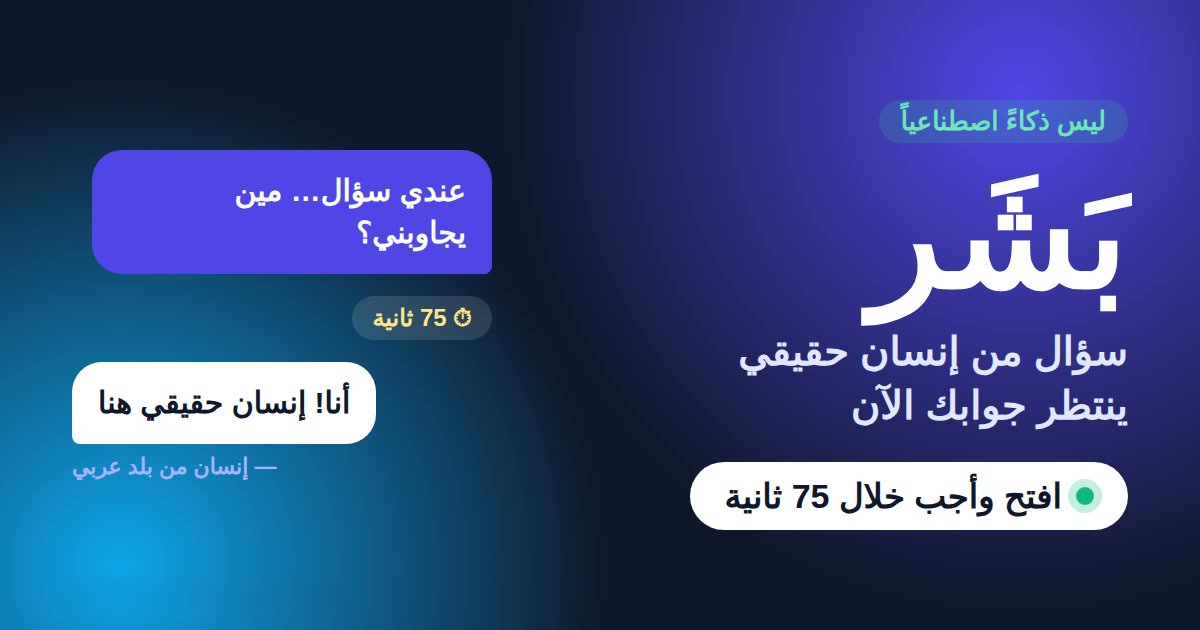 ليس ذكاءً اصطناعياً
بَشَر
سؤال من إنسان حقيقي
ينتظر جوابك الآن
افتح وأجب خلال 75 ثانية
عندي سؤال... مين
يجاوبني؟
⏱ 75 ثانية
أنا! إنسان حقيقي هنا
— إنسان من بلد عربي